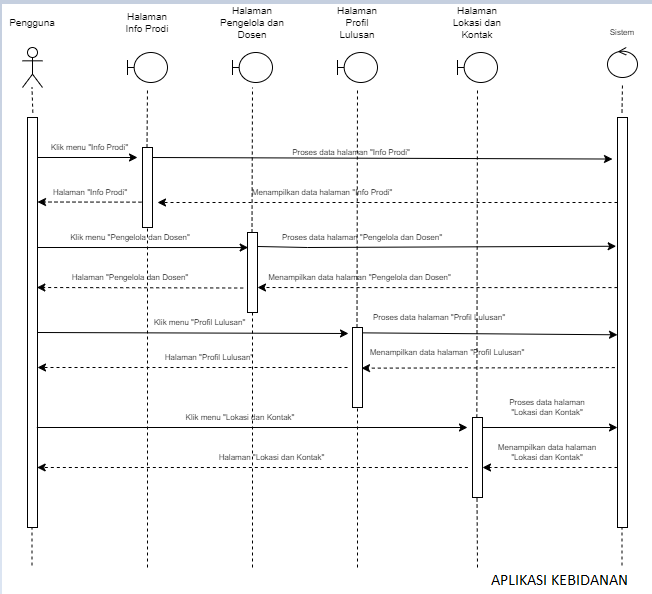 Pengguna
Halaman
Info Prodi
Halaman
Pengelola dan
Dosen
Halaman
Profil
Lulusan
Halaman
Lokasi dan
Kontak
Sistem
Klik menu "Info Prodi"
Proses data halaman "Info Prodi"
Halaman "Info Prodi"
Menampilkan data halaman "Info Prodi"
Klik menu "Pengelola dan Dosen"
Proses data halaman "Pengelola dan Dosen"
Halaman "Pengelola dan Dosen"
Menampilkan data halaman "Pengelola dan Dosen"
Klik menu "Profil Lulusan"
Proses data halaman "Profil Lulusan"
Halaman "Profil Lulusan"
Menampilkan data halaman "Profil Lulusan"
Klik menu "Lokasi dan Kontak"
Proses data halaman
"Lokasi dan Kontak"
Halaman "Lokasi dan Kontak"
Menampilkan data halaman
"Lokasi dan Kontak"
APLIKASI KEBIDANAN